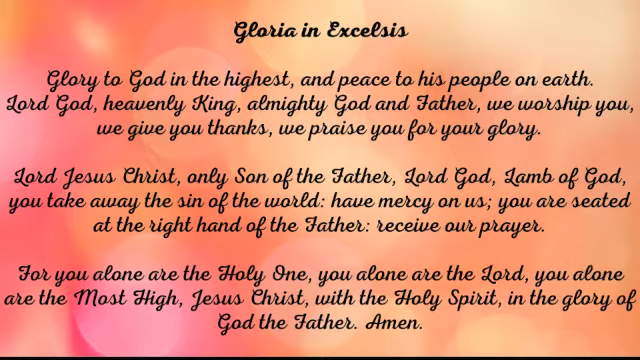 Gloria in Excelsis
Glory to God in the highest, and peace to his people on earth.
Lord God, heavenly King, almighty God and Father, we worship you,
we give you thanks, we praise you for your glory.
Lord Jesus Christ, only Son of the Father, Lord God, Lamb of God,
you take away the sin of the world: have mercy on us; you are seated
at the right hand of the Father: receive our prayer.
For you alone are the Holy One, you alone are the Lord, you alone
are the Most High, Jesus Christ, with the Holy Spirit, in the glory of
God the Father. Amen.